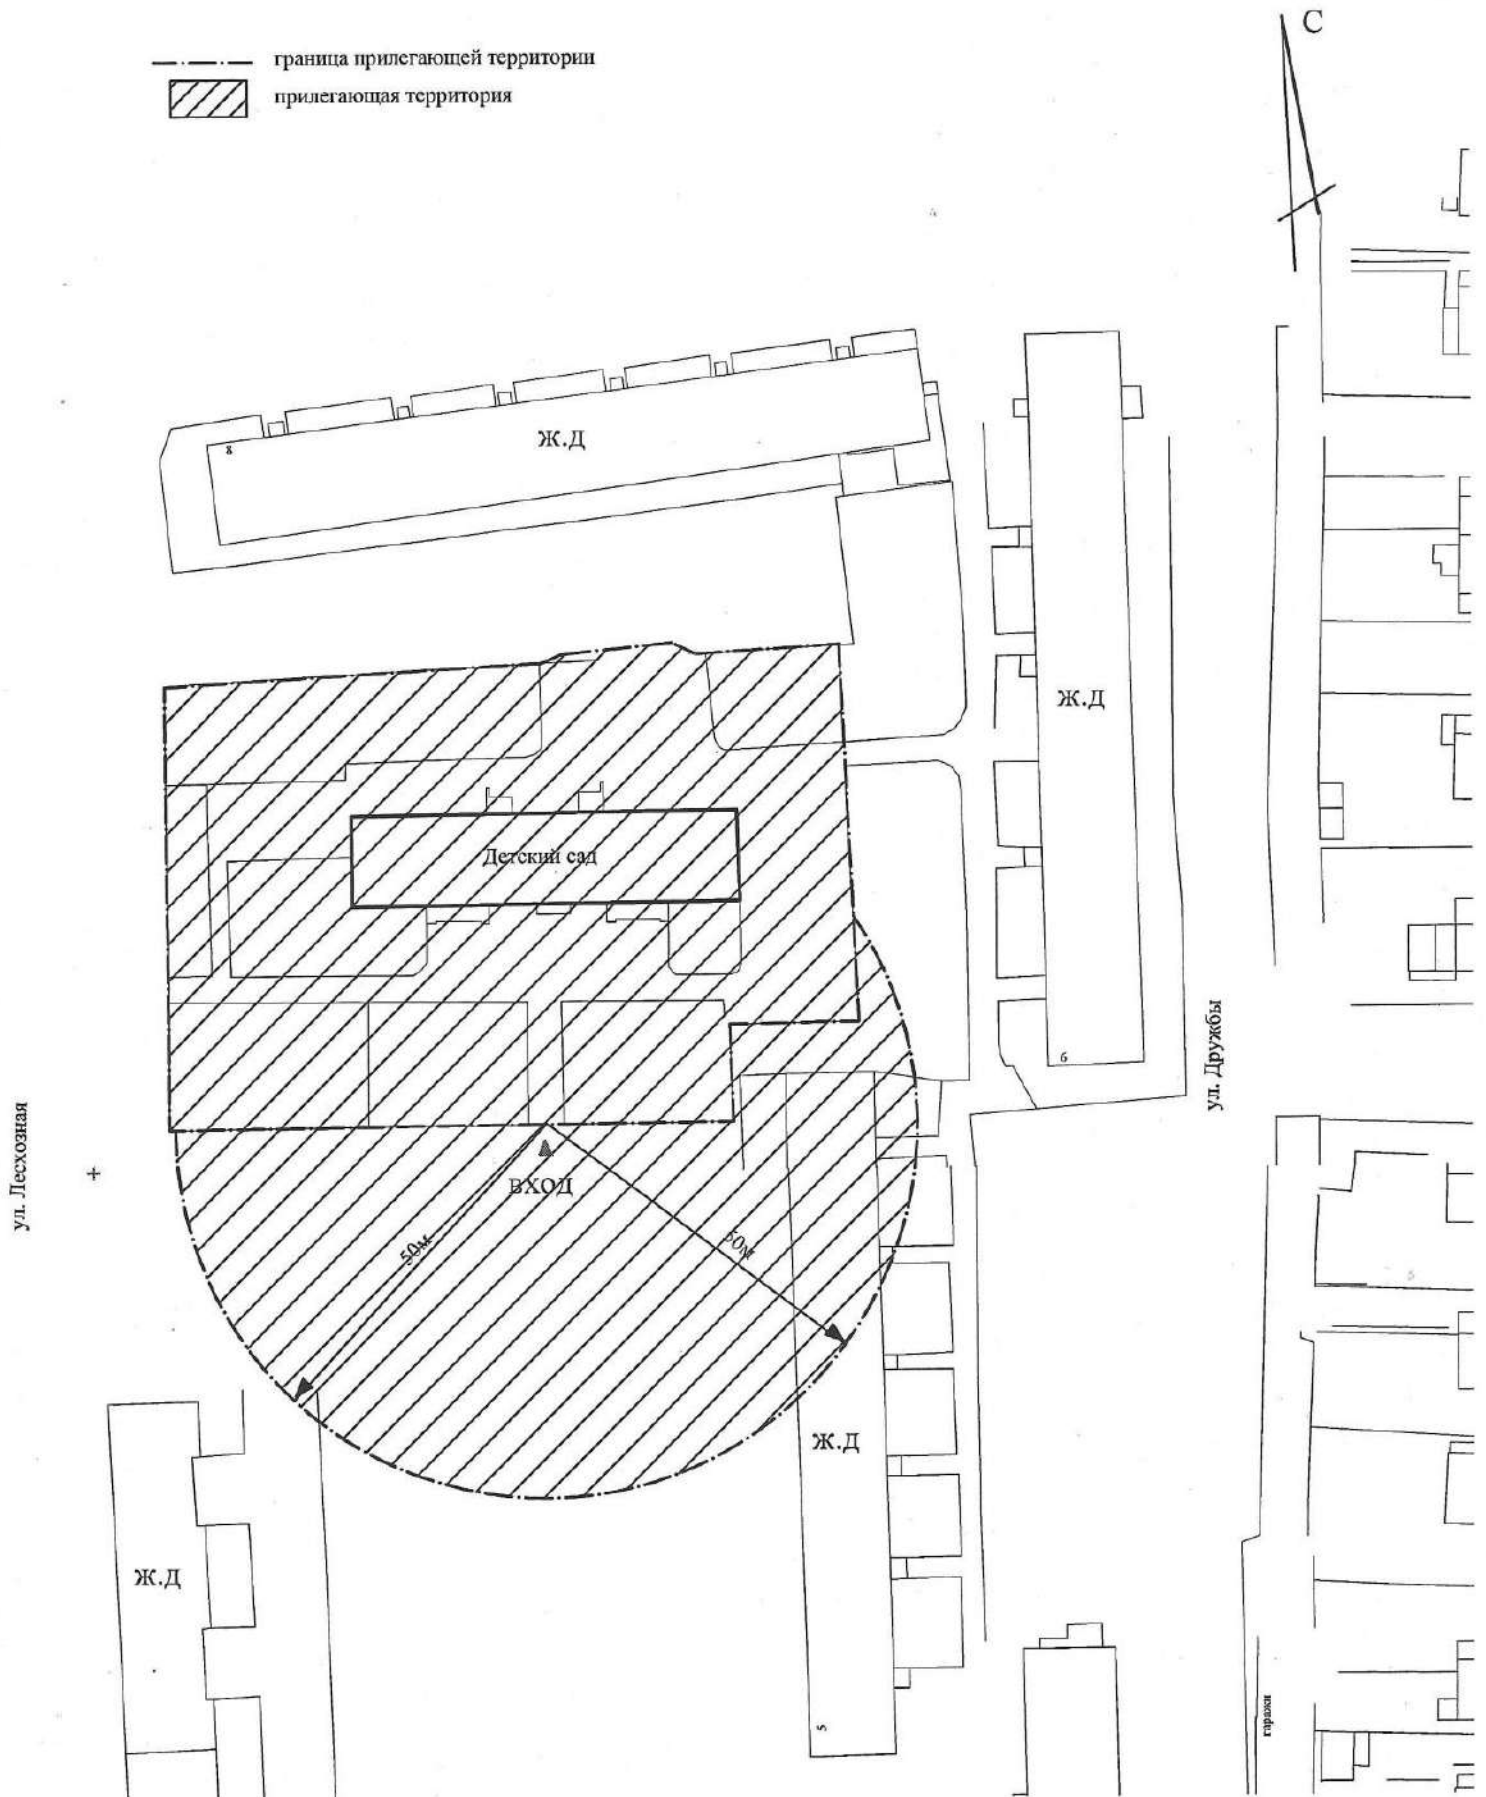 С
граница прилегающей территории
прилегающая территория
8
Ж.Д
Ж.Д
6
Детский сад
ул. Дружбы
ул. Лесхозная
ВХОД
50м
50м
Ж.Д
5
Ж.Д
гаражи